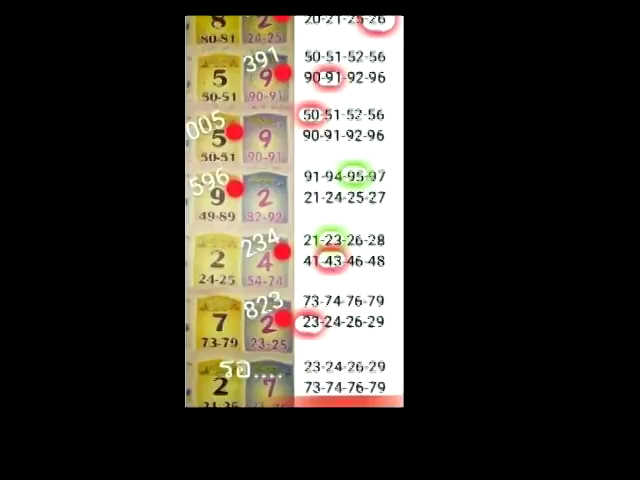 8 2 20-21-25-26
80-81 24-25
391 50-51-52-56
5 9 90-91-92-96
50-51 90-91
005 50-51-52-56
5 9 90-91-92-96
50-51 90-91
596 91-94-95-97
9 2 21-24-25-27
49-89 82-92
234 21-23-26-28
2 4 41-43-46-48
24-25 54-74
823 73-74-76-79
7 2 23-24-26-29
73-79 23-25
รอ.... 23-24-26-29
2 7 73-74-76-79